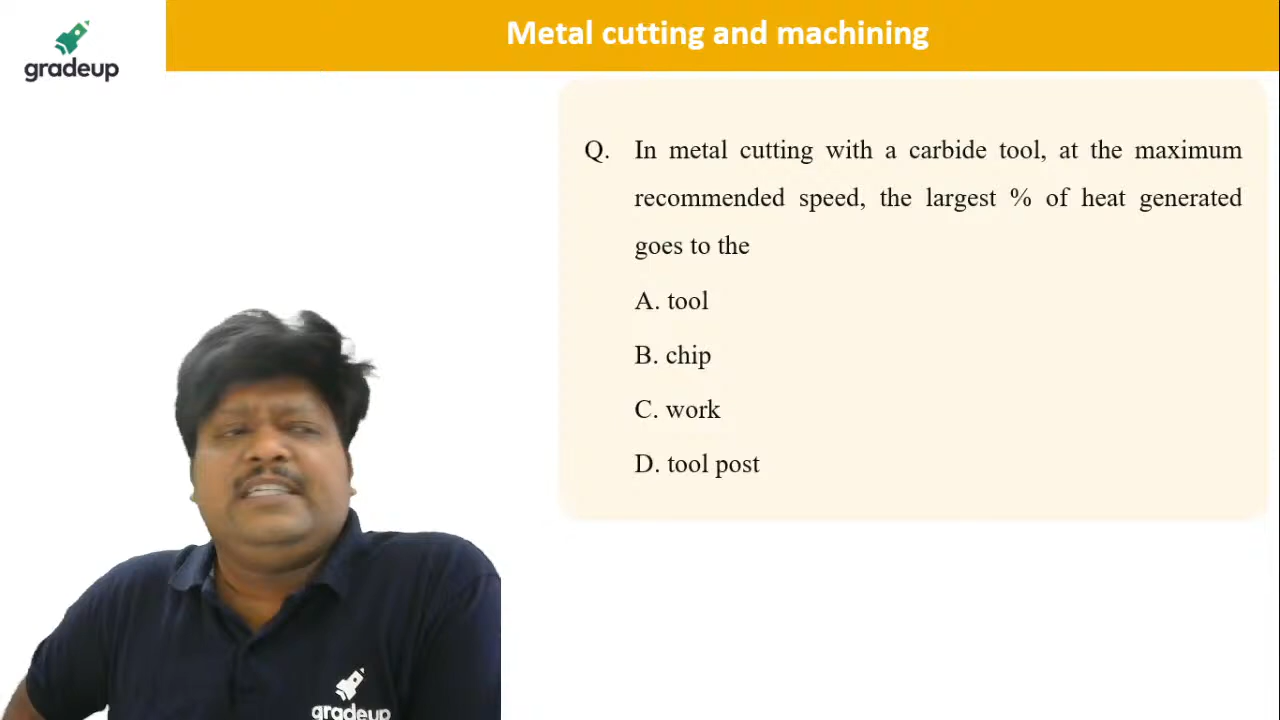 Metal cutting and machining
gradeup
Q. In metal cutting with a carbide tool, at the maximum
recommended speed, the largest % of heat generated
goes to the
A. tool
B. chip
C. work
D. tool post
gradeup